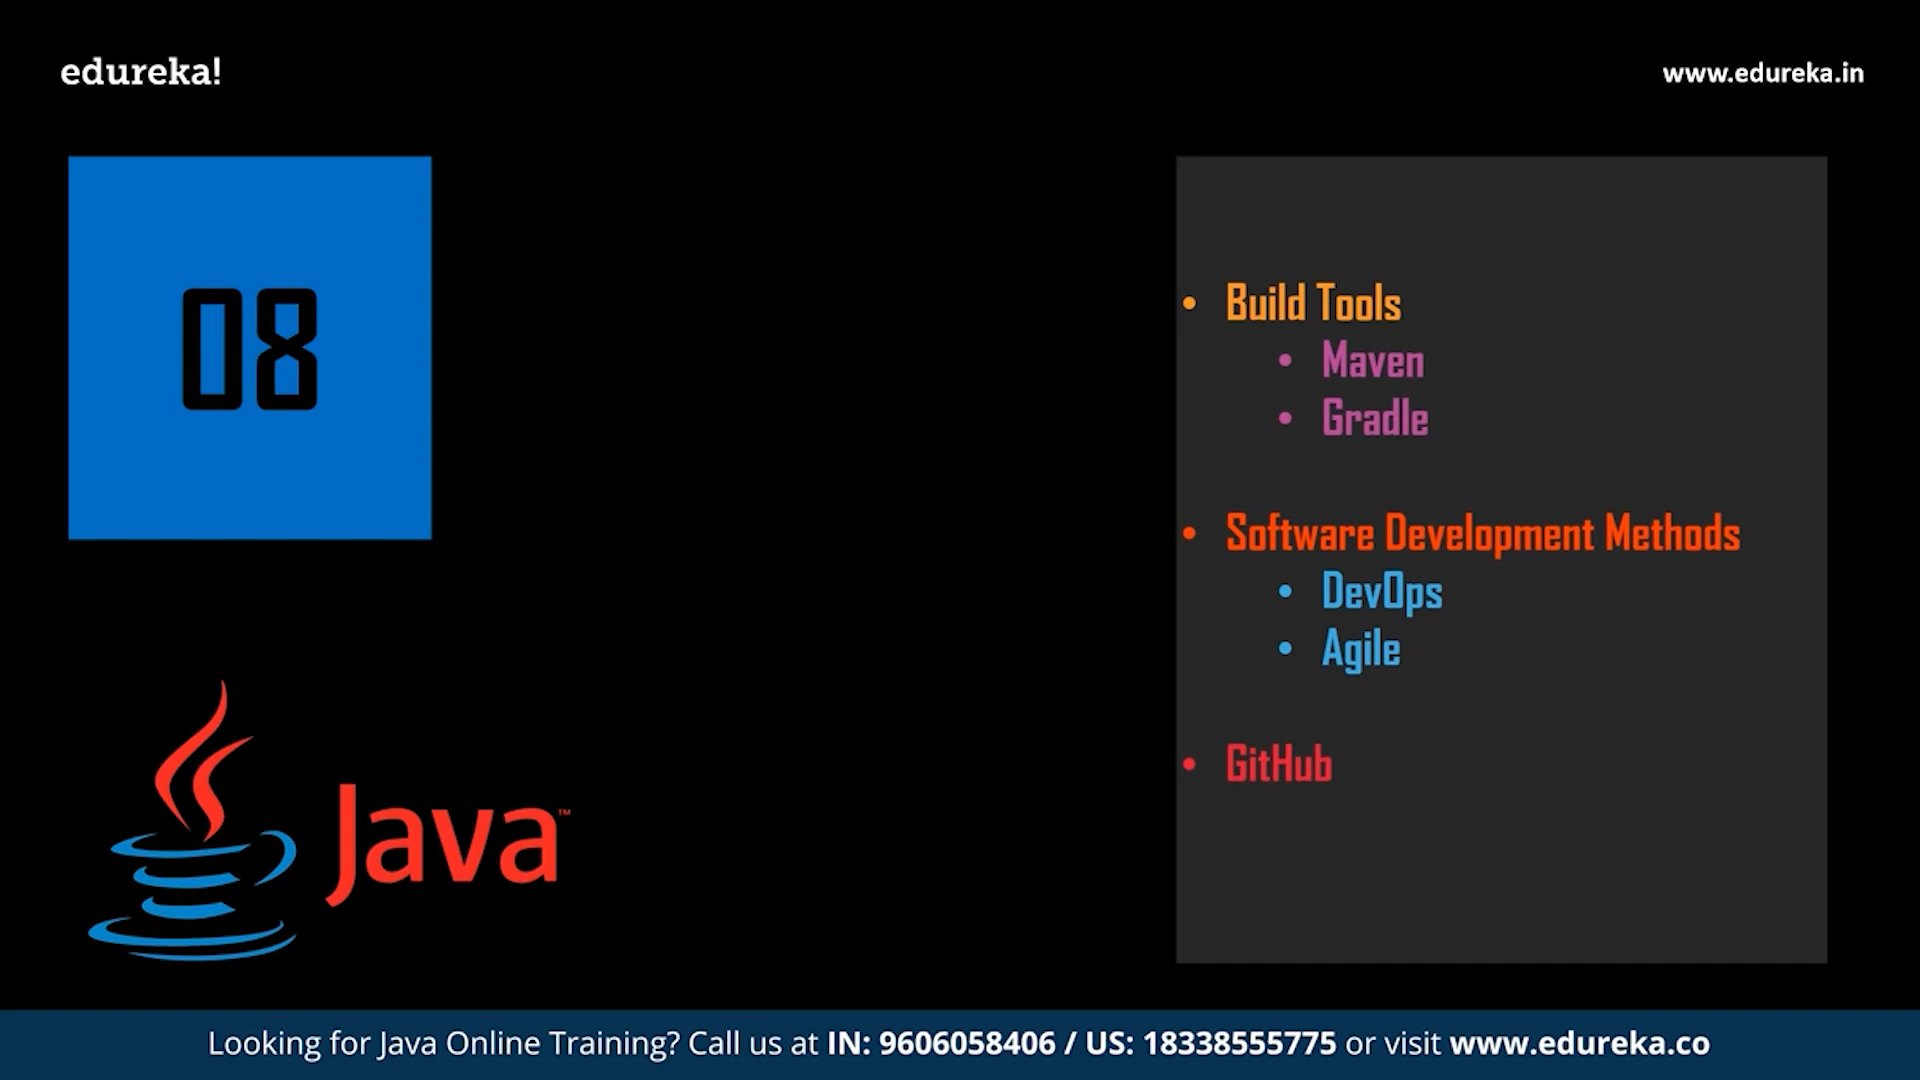 edureka!
www.edureka.in
08
• Build Tools
• Maven
• Gradle
• Software Development Methods
• DevOps
• Agile
• GitHub
Java™
Looking for Java Online Training? Call us at IN: 9606058406 / US: 18338555775 or visit www.edureka.co